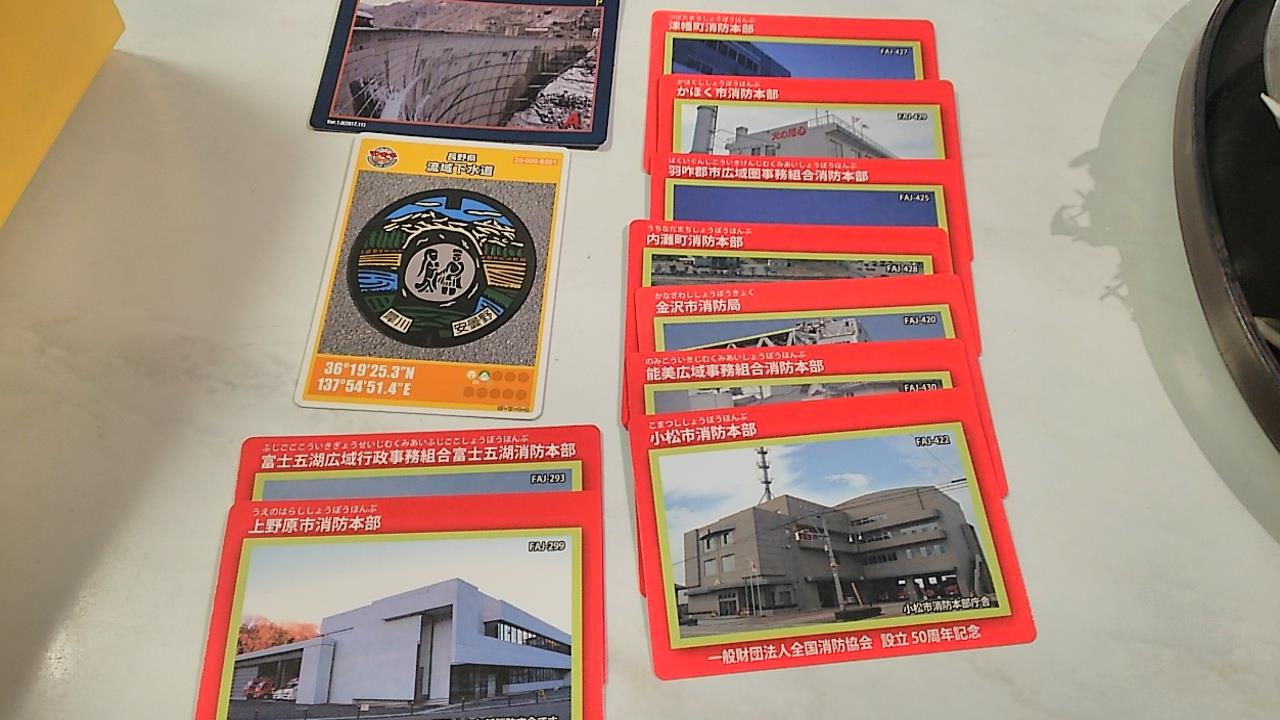 P
Ver.1.0(2017.11)
A
長野県
流域下水道
20-000-B001
犀川
安曇野
36°19'25.3"N
137°54'51.4"E
ふじごここういきぎょうせいじむくみあいふじごこしょうぼうほんぶ
富士五湖広域行政事務組合富士五湖消防本部
FAJ-293
うえのはらししょうぼうほんぶ
上野原市消防本部
FAJ-299
つばたまちしょうぼうほんぶ
津幡町消防本部
FAJ-427
かほくししょうぼうほんぶ
かほく市消防本部
FAJ-429
火の用心
はくいぐんしこういきけんじむくみあいしょうぼうほんぶ
羽咋郡市広域圏事務組合消防本部
FAJ-425
うちなだまちしょうぼうほんぶ
内灘町消防本部
FAJ-428
かなざわししょうぼうきょく
金沢市消防局
FAJ-420
のみこういきじむくみあいしょうぼうほんぶ
能美広域事務組合消防本部
FAJ-430
こまつししょうぼうほんぶ
小松市消防本部
FAJ-422
小松市消防本部庁舎
一般財団法人全国消防協会 設立50周年記念